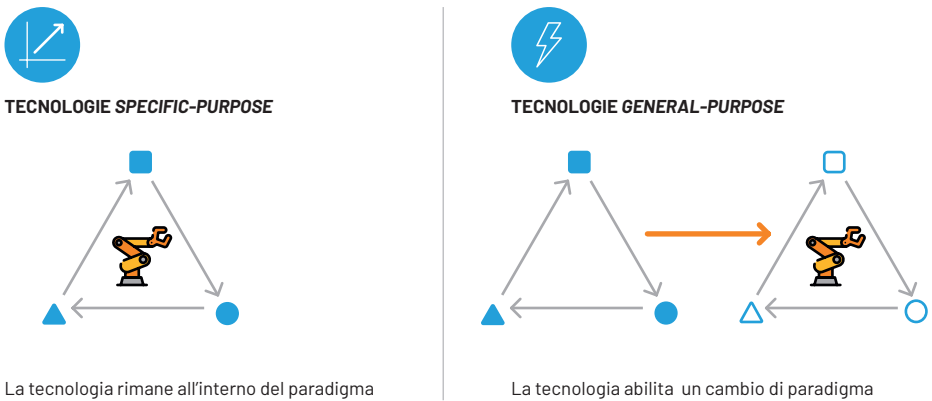 TECNOLOGIE SPECIFIC-PURPOSE
La tecnologia rimane all'interno del paradigma
TECNOLOGIE GENERAL-PURPOSE
La tecnologia abilita un cambio di paradigma